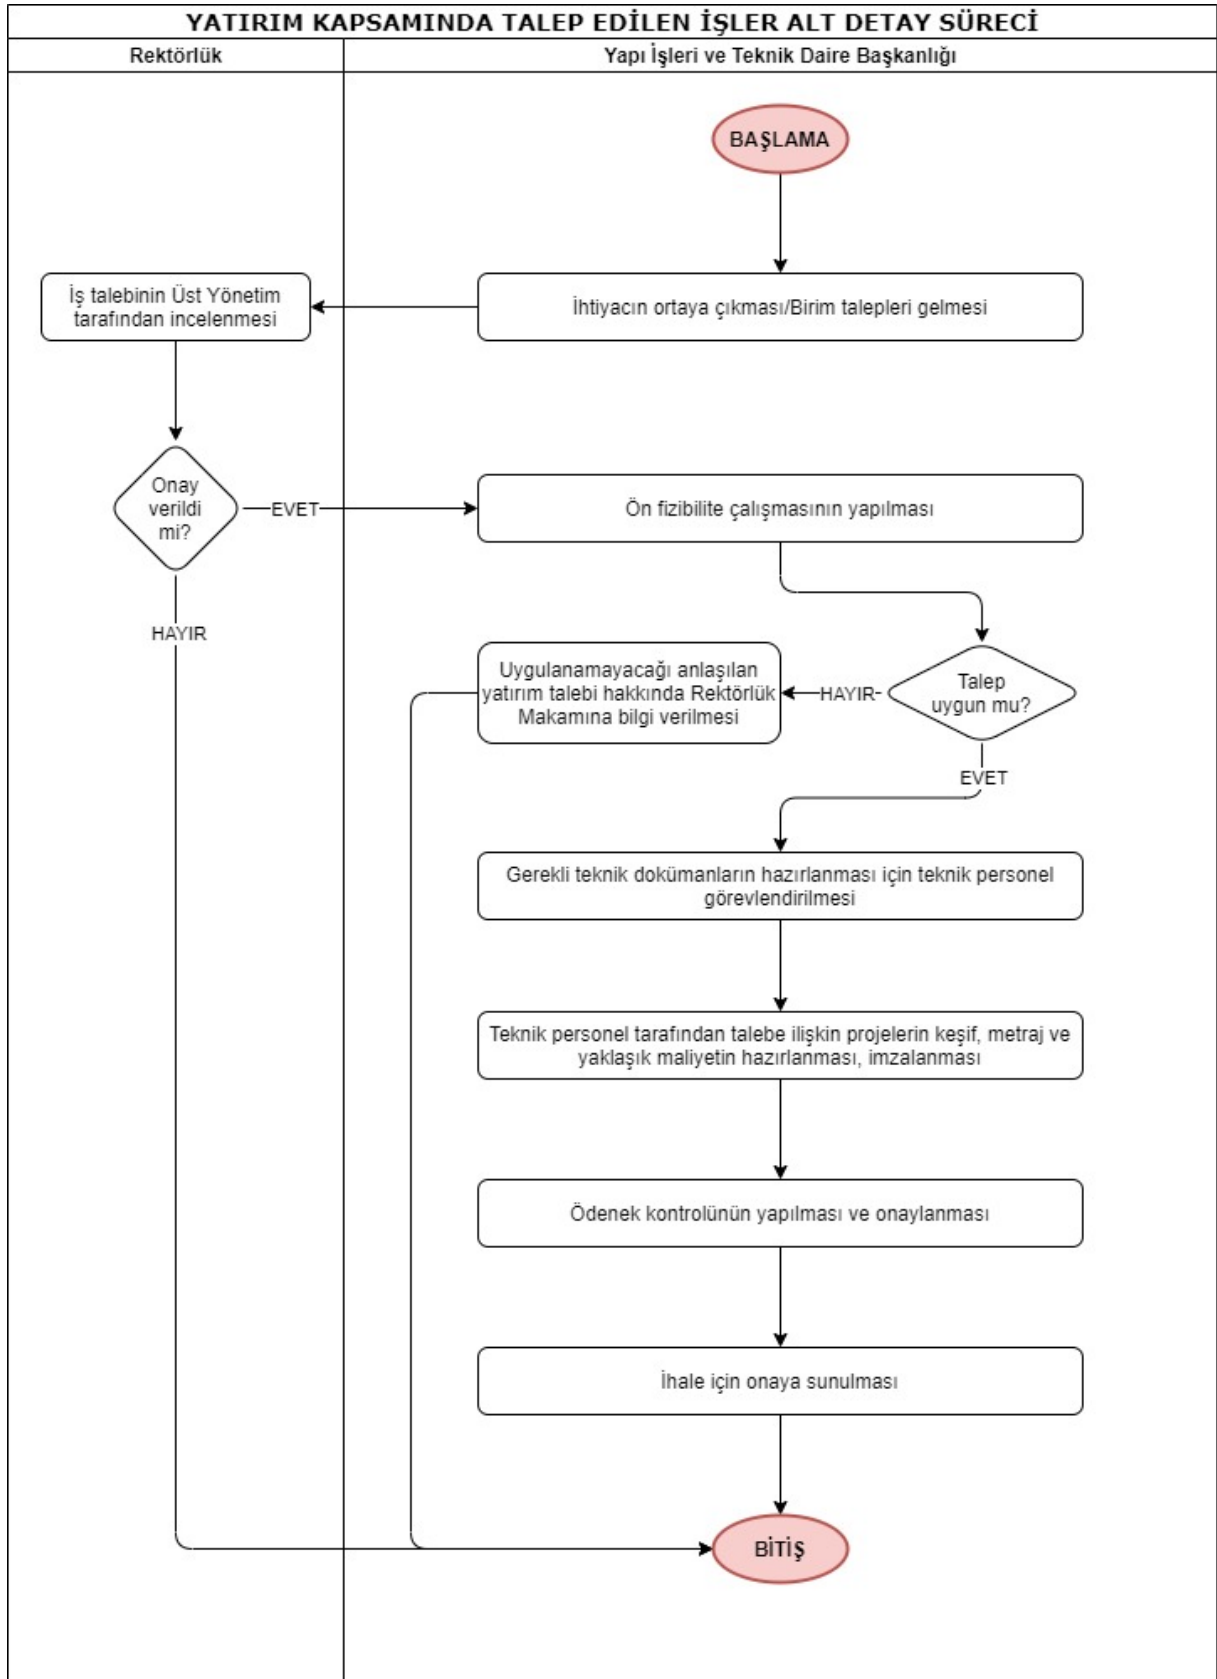 YATIRIM KAPSAMINDA TALEP EDİLEN İŞLER ALT DETAY SÜRECİ
Rektörlük
Yapı İşleri ve Teknik Daire Başkanlığı
BAŞLAMA
İş talebinin Üst Yönetim
tarafından incelenmesi
İhtiyacın ortaya çıkması/Birim talepleri gelmesi
Onay
verildi
mi?
EVET
Ön fizibilite çalışmasının yapılması
HAYIR
Uygulanamayacağı anlaşılan
yatırım talebi hakkında Rektörlük
Makamına bilgi verilmesi
HAYIR
Talep
uygun mu?
EVET
Gerekli teknik dokümanların hazırlanması için teknik personel
görevlendirilmesi
Teknik personel tarafından talebe ilişkin projelerin keşif, metraj ve
yaklaşık maliyetin hazırlanması, imzalanması
Ödenek kontrolünün yapılması ve onaylanması
İhale için onaya sunulması
BİTİŞ